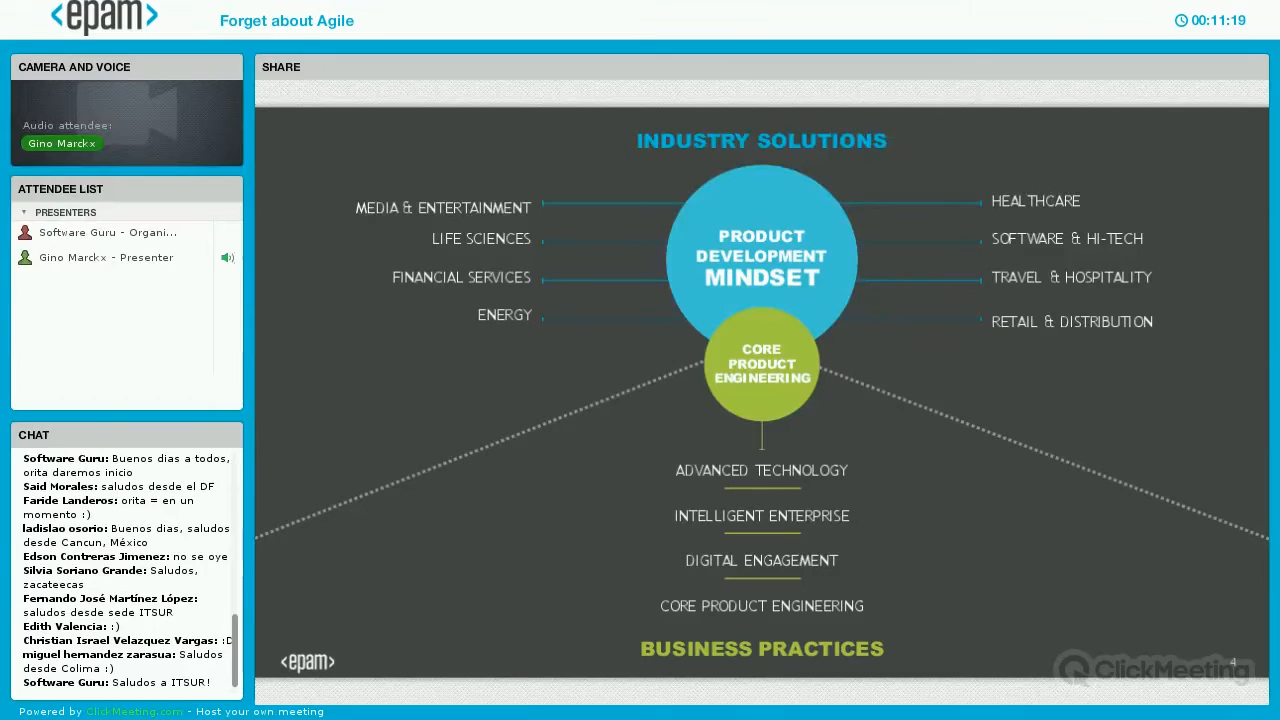 <epam>
Forget about Agile
00:11:19
CAMERA AND VOICE
Audio attendee:
Gino Marckx
ATTENDEE LIST
PRESENTERS
Software Guru - Organi...
Gino Marckx - Presenter
CHAT
Software Guru: Buenos dias a todos,
orita daremos inicio
Said Morales: saludos desde el DF
Faride Landeros: orita = en un
momento :)
ladislao osorio: Buenos dias, saludos
desde Cancun, México
Edson Contreras Jimenez: no se oye
Silvia Soriano Grande: Saludos,
zacateecas
Fernando José Martínez López:
saludos desde sede ITSUR
Edith Valencia: :)
Christian Israel Velazquez Vargas: :D
miguel hernandez zarasua: Saludos
desde Colima :)
Software Guru: Saludos a ITSUR!
SHARE
INDUSTRY SOLUTIONS
MEDIA & ENTERTAINMENT
LIFE SCIENCES
FINANCIAL SERVICES
ENERGY
PRODUCT
DEVELOPMENT
MINDSET
HEALTHCARE
SOFTWARE & HI-TECH
TRAVEL & HOSPITALITY
RETAIL & DISTRIBUTION
CORE
PRODUCT
ENGINEERING
ADVANCED TECHNOLOGY
INTELLIGENT ENTERPRISE
DIGITAL ENGAGEMENT
CORE PRODUCT ENGINEERING
BUSINESS PRACTICES
<epam>
4
ClickMeeting
Powered by ClickMeeting.com - Host your own meeting